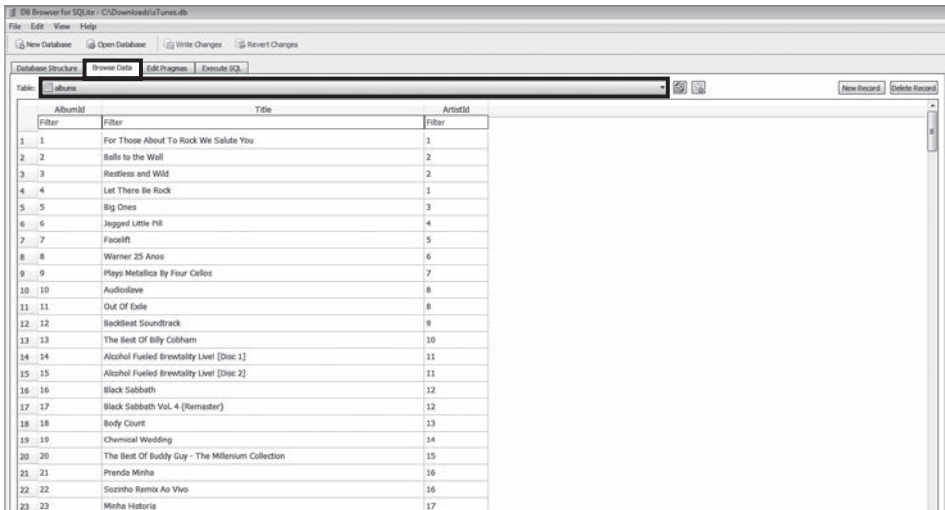 DB Browser for SQLite - C:\Downloads\sTunes.db
File Edit View Help
New Database Open Database Write Changes Revert Changes
Database Structure Browse Data Edit Pragmas Execute SQL
Table: albums New Record Delete Record
AlbumId Title ArtistId
Filter Filter Filter
1 1 For Those About To Rock We Salute You 1
2 2 Balls to the Wall 2
3 3 Restless and Wild 2
4 4 Let There Be Rock 1
5 5 Big Ones 3
6 6 Jagged Little Pill 4
7 7 Facelift 5
8 8 Warner 25 Anos 6
9 9 Plays Metallica By Four Cellos 7
10 10 Audioslave 8
11 11 Out Of Exile 8
12 12 BackBeat Soundtrack 9
13 13 The Best Of Billy Cobham 10
14 14 Alcohol Fueled Brewtality Live! [Disc 1] 11
15 15 Alcohol Fueled Brewtality Live! [Disc 2] 11
16 16 Black Sabbath 12
17 17 Black Sabbath Vol. 4 (Remaster) 12
18 18 Body Count 13
19 19 Chemical Wedding 14
20 20 The Best Of Buddy Guy - The Millenium Collection 15
21 21 Prenda Minha 16
22 22 Sozinho Remix Ao Vivo 16
23 23 Minha Historia 17